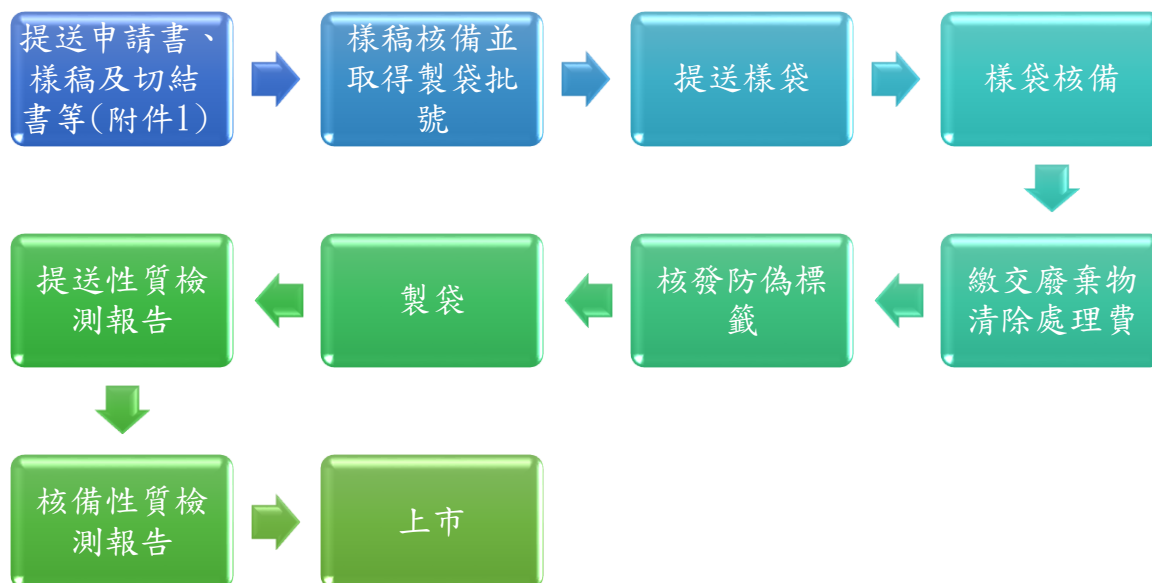 提送申請書、
樣稿及切結
書等(附件1)
樣稿核備並
取得製袋批
號
提送樣袋
樣袋核備
繳交廢棄物
清除處理費
核發防偽標
籤
製袋
提送性質檢
測報告
核備性質檢
測報告
上市